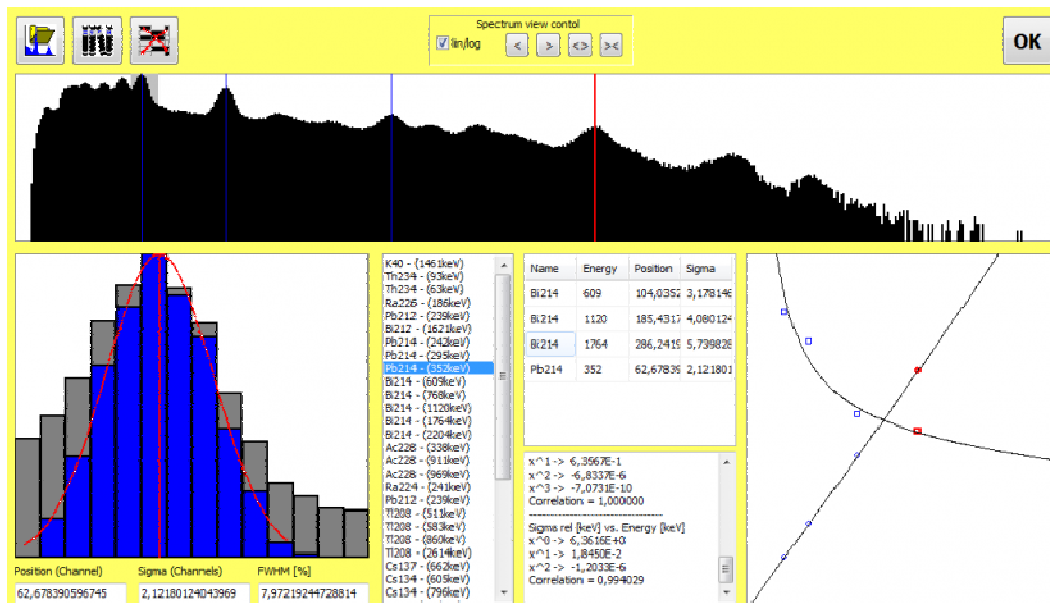 Spectrum view contol
lin/log
<
>
<>
><
OK
K40 - (1461keV)
Th234 - (93keV)
Th234 - (63keV)
Ra226 - (186keV)
Pb212 - (239keV)
Bi212 - (1621keV)
Pb214 - (242keV)
Pb214 - (295keV)
Pb214 - (352keV)
Bi214 - (609keV)
Bi214 - (768keV)
Bi214 - (1120keV)
Bi214 - (1764keV)
Bi214 - (2204keV)
Ac228 - (338keV)
Ac228 - (911keV)
Ac228 - (969keV)
Ra224 - (241keV)
Pb212 - (239keV)
Tl208 - (511keV)
Tl208 - (583keV)
Tl208 - (860keV)
Tl208 - (2614keV)
Cs137 - (662keV)
Cs134 - (605keV)
Cs134 - (796keV)
Name Energy Position Sigma
Bi214 609 104,0352 3,178146
Bi214 1120 185,4317 4,080124
Bi214 1764 286,2419 5,739828
Pb214 352 62,67839 2,121801
x^1 -> 6,3567E-1
x^2 -> -6,8337E-6
x^3 -> -7,0731E-10
Correlation = 1,000000
--------------------------------
Sigma rel [keV] vs. Energy [keV]
x^0 -> 6,3616E+0
x^1 -> 1,8450E-2
x^2 -> -1,2033E-6
Correlation = 0,994029
Position (Channel) Sigma (Channels) FWHM [%]
62,678390596745 2,12180124043969 7,97219244728814